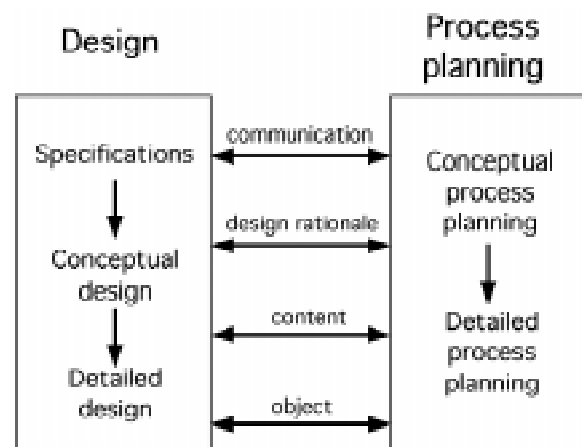 Design
Process
planning
Specifications
Conceptual
design
Detailed
design
communication
design rationale
content
object
Conceptual
process
planning
Detailed
process
planning